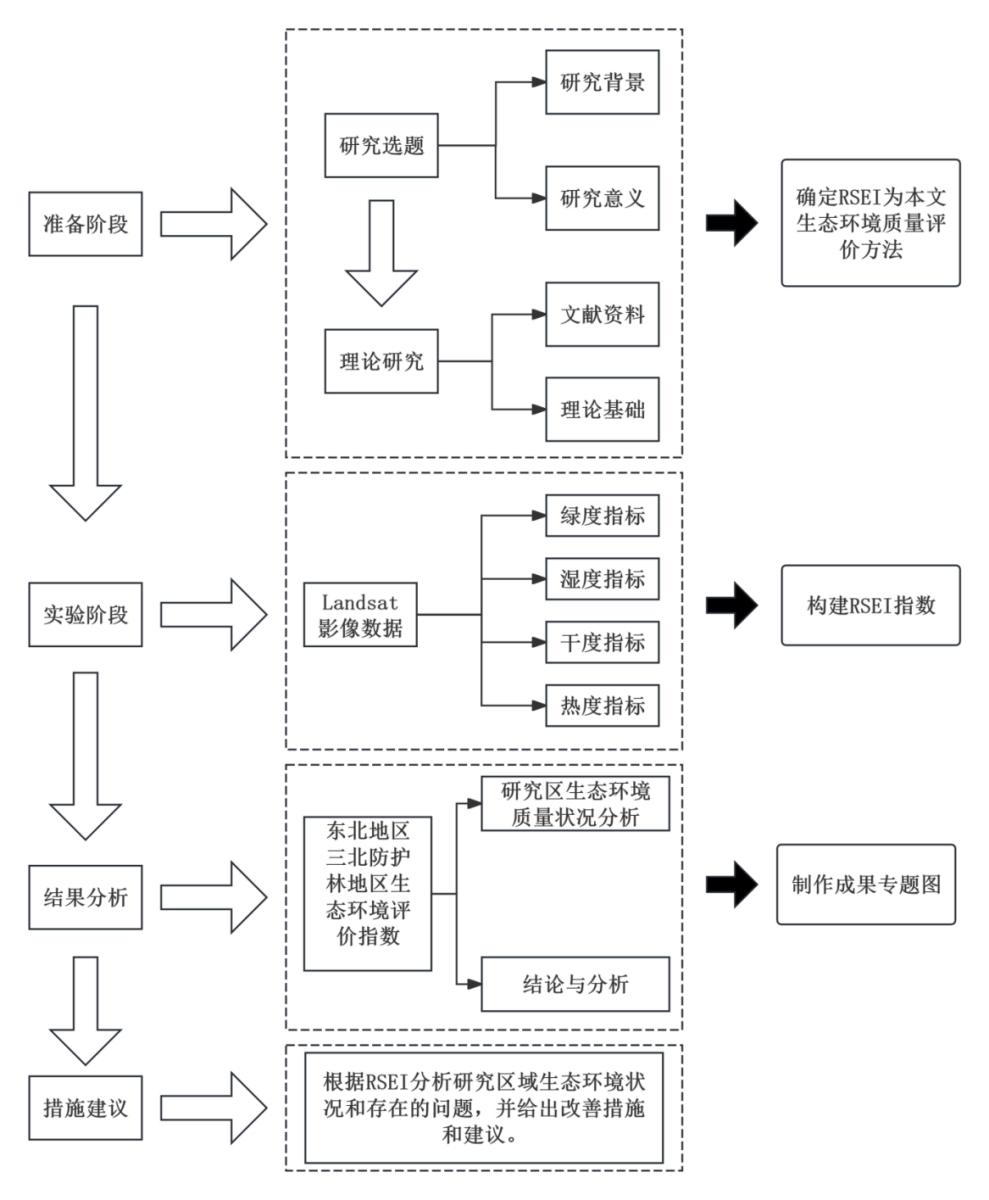 准备阶段
研究选题
研究背景
研究意义
理论研究
文献资料
理论基础
确定RSEI为本文
生态环境质量评
价方法
实验阶段
Landsat
影像数据
绿度指标
湿度指标
干度指标
热度指标
构建RSEI指数
结果分析
东北地区
三北防护
林地区生
态环境评
价指数
研究区生态环境
质量状况分析
结论与分析
制作成果专题图
措施建议
根据RSEI分析研究区域生态环境状
况和存在的问题，并给出改善措施
和建议。